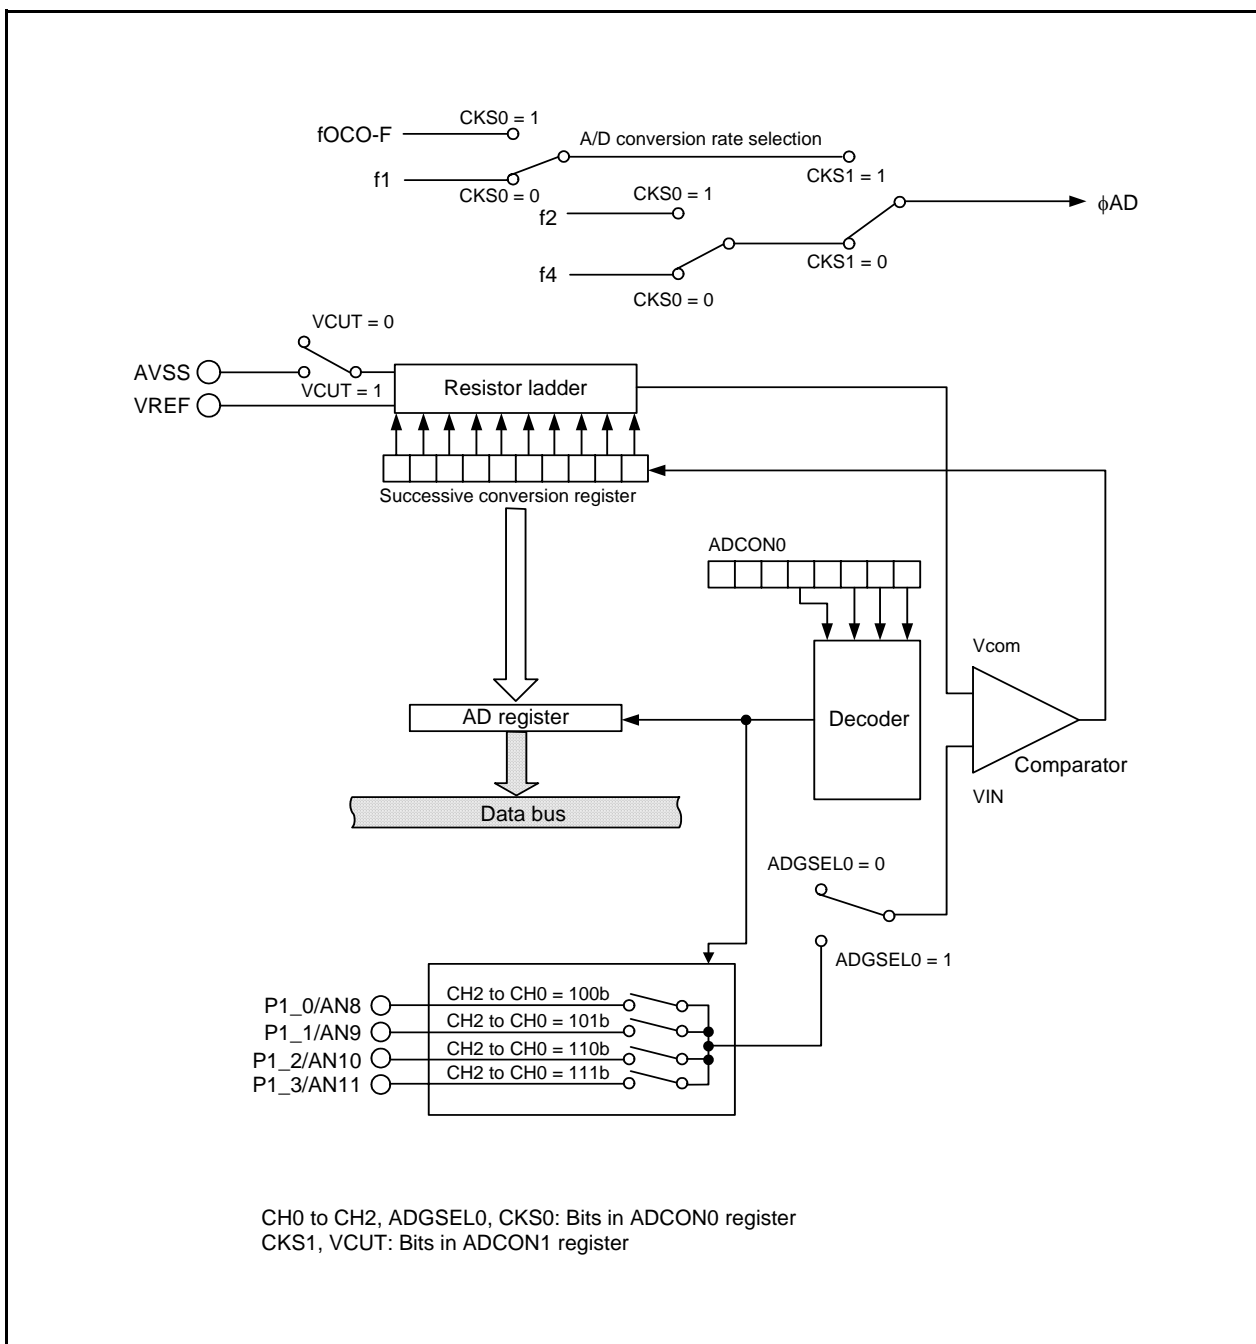 CKS0 = 1
fOCO-F
A/D conversion rate selection
f1
CKS0 = 0
CKS1 = 1
CKS0 = 1
f2
ϕAD
CKS1 = 0
f4
CKS0 = 0
VCUT = 0
AVSS
VCUT = 1
Resistor ladder
VREF
Successive conversion register
ADCON0
Vcom
AD register
Decoder
Comparator
VIN
Data bus
ADGSEL0 = 0
ADGSEL0 = 1
P1_0/AN8
CH2 to CH0 = 100b
P1_1/AN9
CH2 to CH0 = 101b
P1_2/AN10
CH2 to CH0 = 110b
P1_3/AN11
CH2 to CH0 = 111b
CH0 to CH2, ADGSEL0, CKS0: Bits in ADCON0 register
CKS1, VCUT: Bits in ADCON1 register